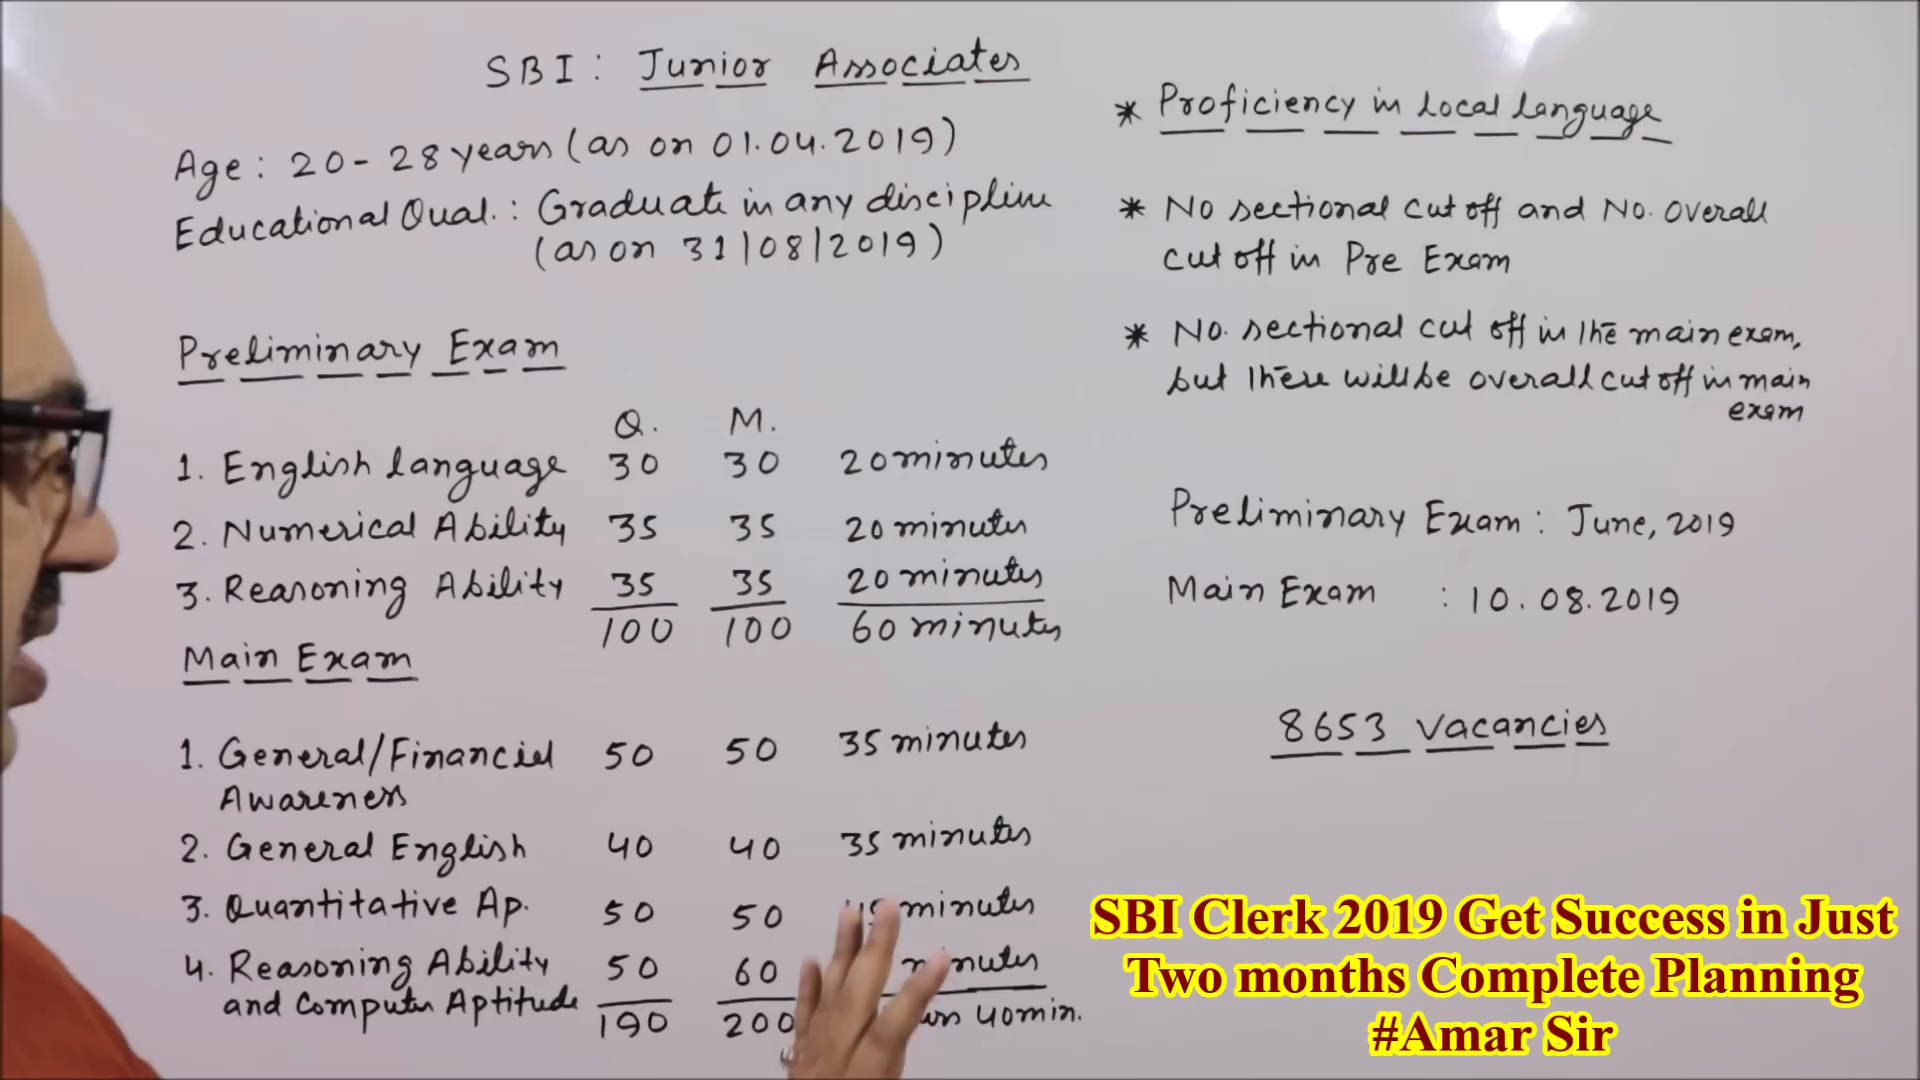 SBI: Junior Associates
Age: 20-28 years (as on 01.04.2019)
Educational Qual.: Graduate in any discipline
(as on 31/08/2019)
Preliminary Exam
Q. M.
1. English language 30 30 20 minutes
2. Numerical Ability 35 35 20 minutes
3. Reasoning Ability 35 35 20 minutes
100 100 60 minutes
Main Exam
1. General/Financial 50 50 35 minutes
Awareness
2. General English 40 40 35 minutes
3. Quantitative Ap. 50 50 minutes
4. Reasoning Ability 50 60
and Computer Aptitude
190 200 40min.
* Proficiency in local language
* No sectional cut off and No. overall
cut off in Pre Exam
* No. sectional cut off in the main exam,
but there will be overall cut off in main
exam
Preliminary Exam: June, 2019
Main Exam : 10.08.2019
8653 vacancies
SBI Clerk 2019 Get Success in Just
Two months Complete Planning
#Amar Sir